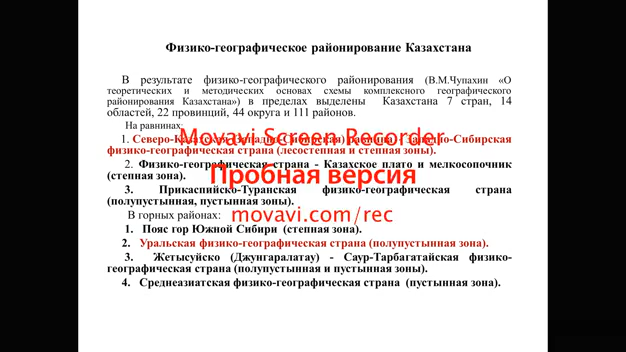 Физико-географическое районирование Казахстана
В результате физико-географического районирования (В.М.Чупахин «О
теоретических и методических основах схемы комплексного географического
районирования Казахстана») в пределах выделены Казахстана 7 стран, 14
областей, 22 провинций, 44 округа и 111 районов.
На равнинах:
1. Северо-Казахская равнина - Западно-Сибирская
Movavi Screen Recorder
физико-географическая страна (лесостепная и степная зоны).
2. Физико-географическая страна - Казахское плато и мелкосопочник
(степная зона).
Пробная версия
3. Прикаспийско-Туранская физико-географическая страна
(полупустынная, пустынная зоны).
В горных районах:
movavi.com/rec
1. Пояс гор Южной Сибири (степная зона).
2. Уральская физико-географическая страна (полупустынная зона).
3. Жетысуйско (Джунгаралатау) - Саур-Тарбагатайская физико-
географическая страна (полупустынная и пустынная зоны).
4. Среднеазиатская физико-географическая страна (пустынная зона).